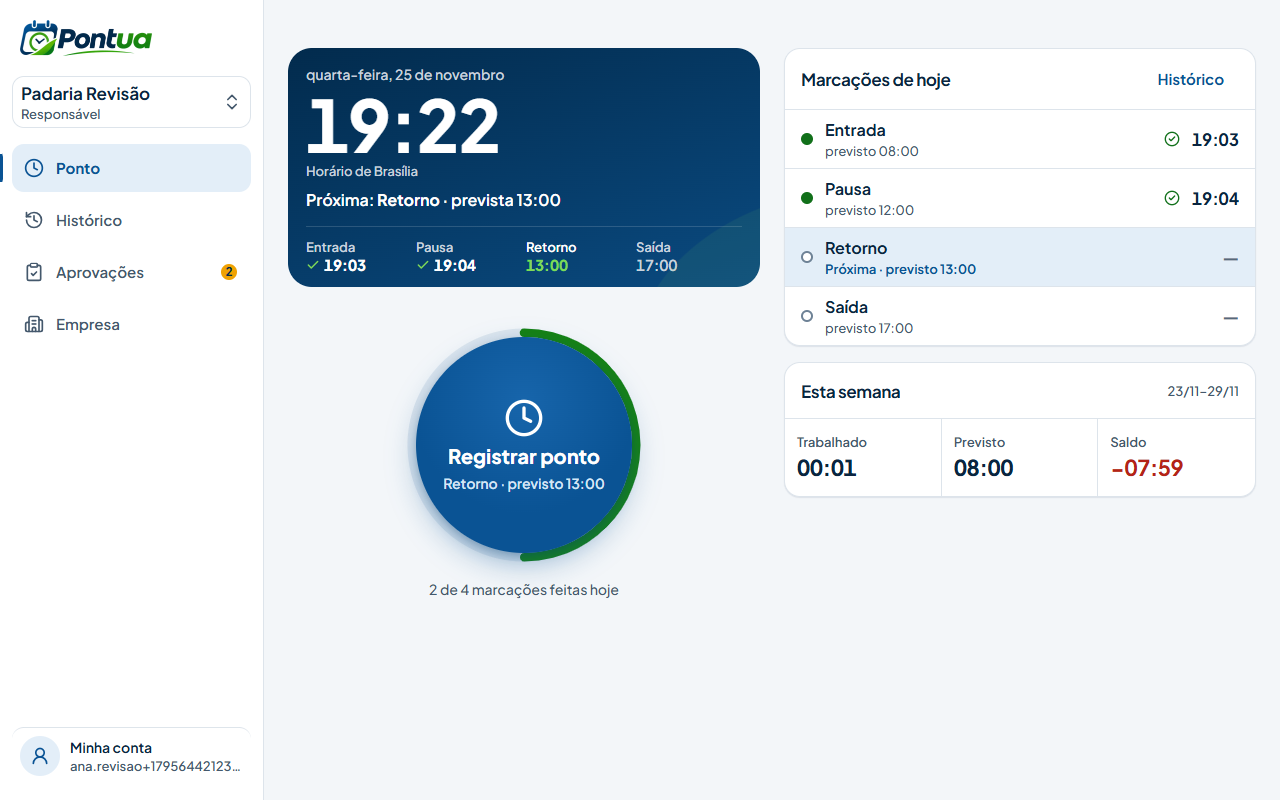 Pontua
Padaria Revisão
Responsável
Ponto
Histórico
Aprovações
2
Empresa
Minha conta
ana.revisao+17956442123…
quarta-feira, 25 de novembro
19:22
Horário de Brasília
Próxima: Retorno · prevista 13:00
Entrada
19:03
Pausa
19:04
Retorno
13:00
Saída
17:00
Registrar ponto
Retorno · previsto 13:00
2 de 4 marcações feitas hoje
Marcações de hoje
Histórico
Entrada
previsto 08:00
19:03
Pausa
previsto 12:00
19:04
Retorno
Próxima · previsto 13:00
—
Saída
previsto 17:00
—
Esta semana
23/11–29/11
Trabalhado
00:01
Previsto
08:00
Saldo
−07:59